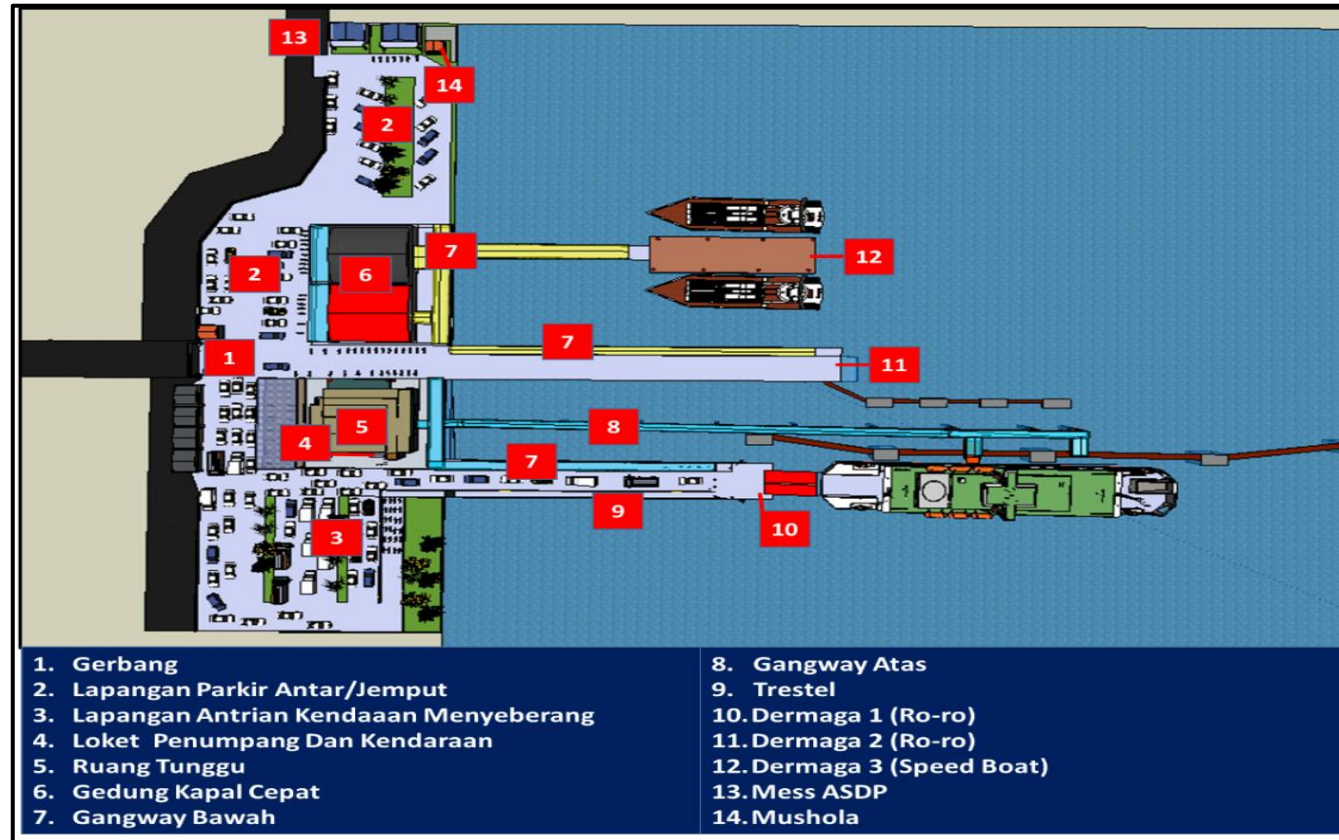 13
14
2
7
12
2
6
7
1
11
8
5
4
7
9
10
3
1. Gerbang
2. Lapangan Parkir Antar/Jemput
3. Lapangan Antrian Kendaaan Menyeberang
4. Loket Penumpang Dan Kendaraan
5. Ruang Tunggu
6. Gedung Kapal Cepat
7. Gangway Bawah
8. Gangway Atas
9. Trestel
10. Dermaga 1 (Ro-ro)
11. Dermaga 2 (Ro-ro)
12. Dermaga 3 (Speed Boat)
13. Mess ASDP
14. Mushola